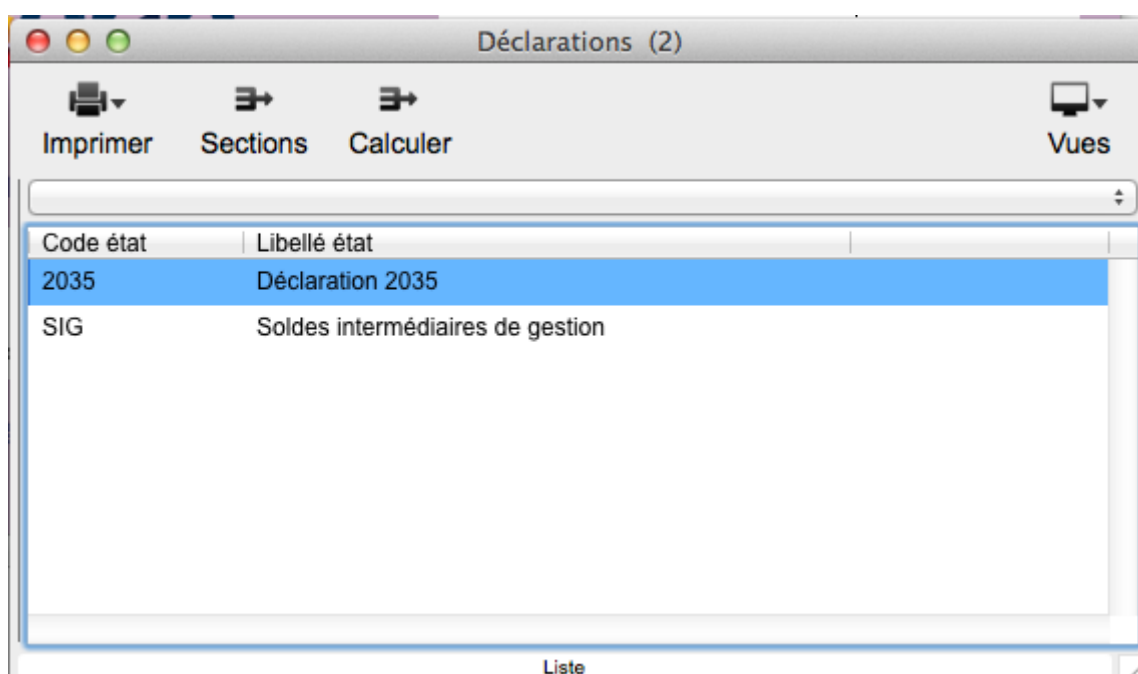 Déclarations (2)
Imprimer Sections Calculer Vues
Code état Libellé état
2035 Déclaration 2035
SIG Soldes intermédiaires de gestion
Liste